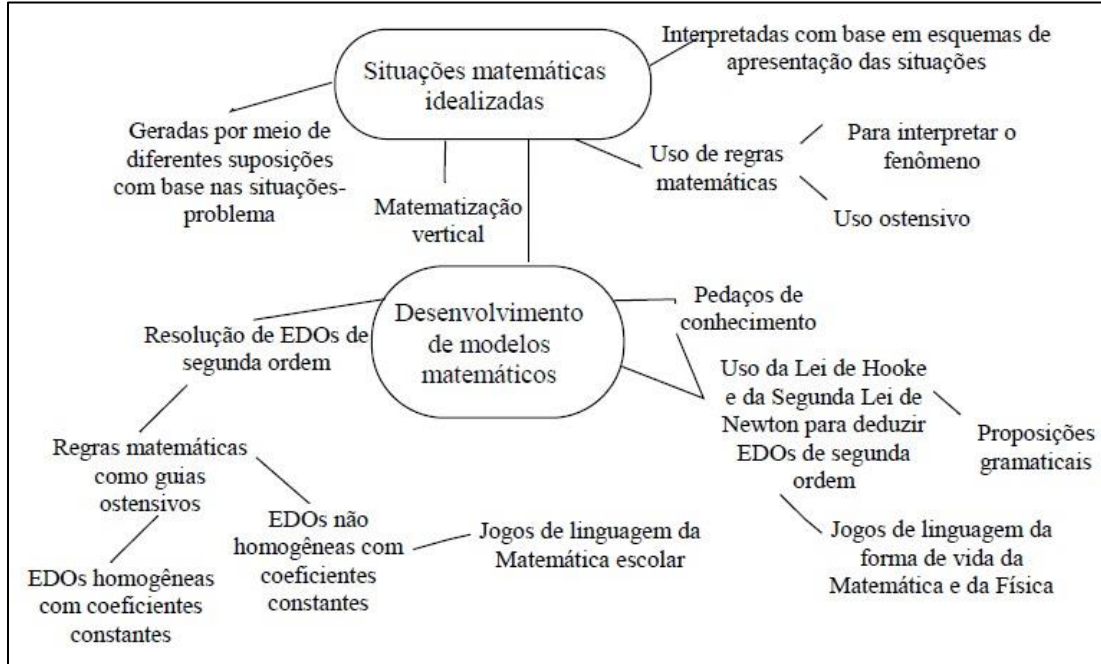 Situações matemáticas
idealizadas
Interpretadas com base em esquemas de
apresentação das situações
Geradas por meio de
diferentes suposições
com base nas situações-
problema
Matematização
vertical
Uso de regras
matemáticas
Para interpretar o
fenômeno
Uso ostensivo
Desenvolvimento
de modelos
matemáticos
Resolução de EDOs de
segunda ordem
Regras matemáticas
como guias
ostensivos
EDOs homogêneas
com coeficientes
constantes
EDOs não
homogêneas com
coeficientes
constantes
Jogos de linguagem da
Matemática escolar
Pedaços de
conhecimento
Uso da Lei de Hooke
e da Segunda Lei de
Newton para deduzir
EDOs de segunda
ordem
Proposições
gramaticais
Jogos de linguagem da
forma de vida da
Matemática e da Física